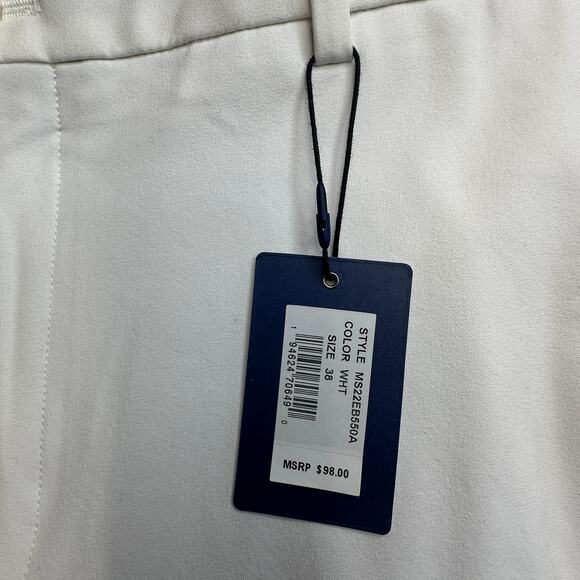 STYLE MS22EB550A
COLOR WHT
SIZE 38
1 94624 70649 0
MSRP $98.00